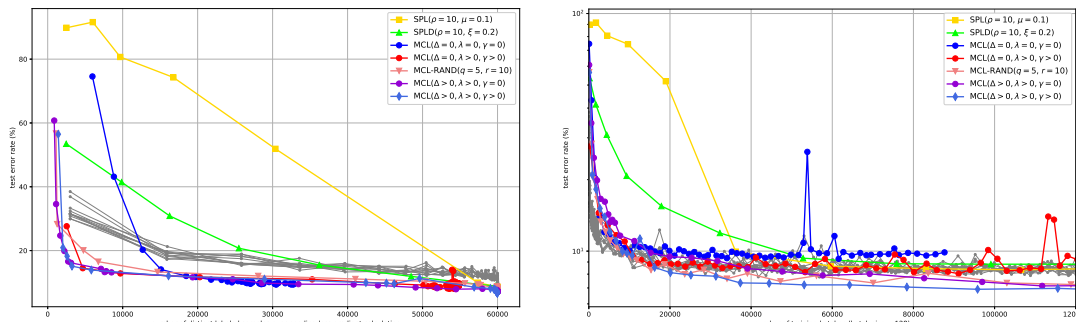 80
60
40
20
test error rate (%)
0
10000
20000
30000
40000
50000
60000
SPL(ρ = 10, μ = 0.1)
SPLD(ρ = 10, ξ = 0.2)
MCL(Δ = 0, λ = 0, γ = 0)
MCL(Δ = 0, λ > 0, γ > 0)
MCL-RAND(q = 5, r = 10)
MCL(Δ > 0, λ > 0, γ = 0)
MCL(Δ > 0, λ > 0, γ > 0)
10²
10¹
test error rate (%)
0
20000
40000
60000
80000
100000
120
SPL(ρ = 10, μ = 0.1)
SPLD(ρ = 10, ξ = 0.2)
MCL(Δ = 0, λ = 0, γ = 0)
MCL(Δ = 0, λ > 0, γ > 0)
MCL-RAND(q = 5, r = 10)
MCL(Δ > 0, λ > 0, γ = 0)
MCL(Δ > 0, λ > 0, γ > 0)